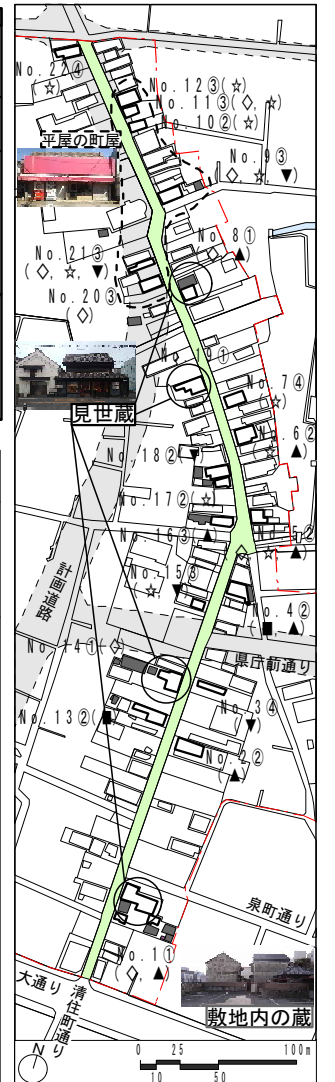 No.22④
(☆)
No.12③(☆)
No.11③(◇,☆)
No.10②(☆)
平屋の町屋
No.9③
(◇,☆,▼)
No.21③
(◇,☆,▼)
No.8①
(◇,▲)
No.20③
(◇)
No.19①
見世蔵
No.7④
(☆)
No.6②
(☆,▲)
No.18②(▼)
No.17②(☆)
No.16③(▲)
No.5②
(☆,▲)
No.15③
(☆,▼)
計画道路
No.4②
(■,▲)
県庁前通り
No.14①(◇)
No.13②(■)
No.3④
(▼)
No.2②
(▲)
泉町通り
No.1①
(◇,▲)
大通り
清住町通り
敷地内の蔵
N
0 25 100m
10 50